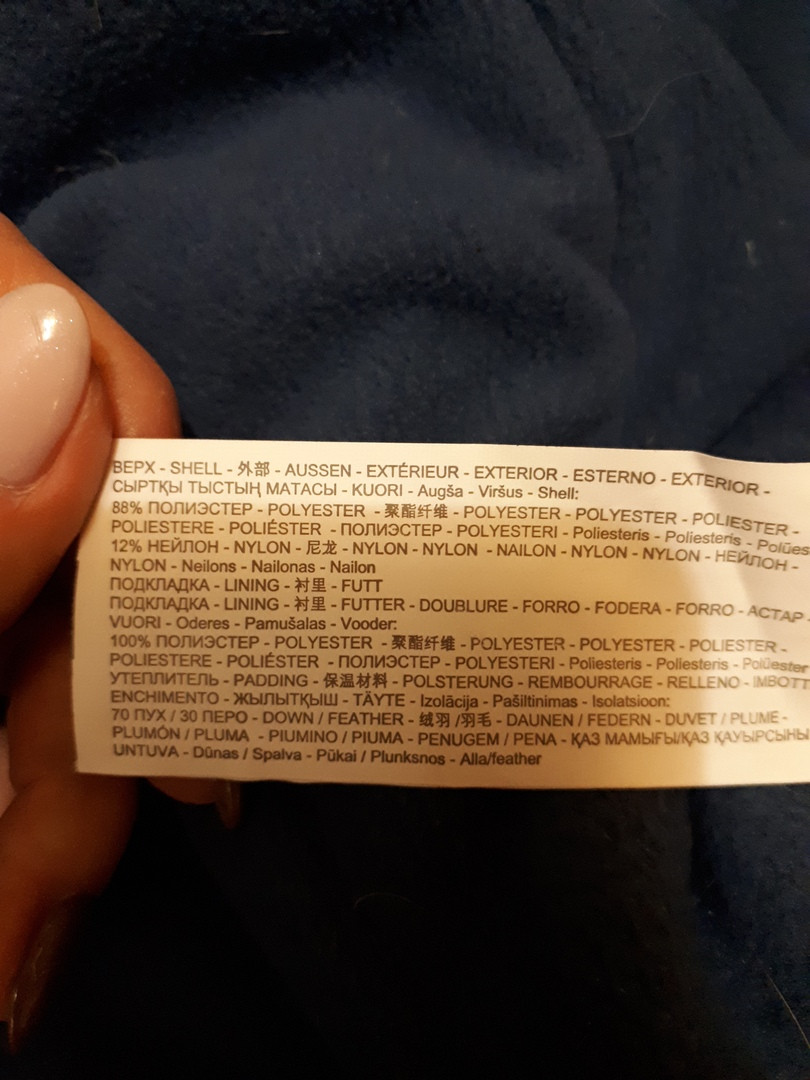 ВЕРХ - SHELL - 外部 - AUSSEN - EXTÉRIEUR - EXTERIOR - ESTERNO - EXTERIOR -
СЫРТҚЫ ТЫСТЫҢ МАТАСЫ - KUORI - Augša - Viršus - Shell:
88% ПОЛИЭСТЕР - POLYESTER - 聚酯纤维 - POLYESTER - POLYESTER - POLIESTER -
POLIESTERE - POLIÉSTER - ПОЛИЭСТЕР - POLYESTERI - Poliesteris - Poliesteris - Polües
12% НЕЙЛОН - NYLON - 尼龙 - NYLON - NYLON - NAILON - NYLON - NYLON - НЕЙЛОН -
NYLON - Neilons - Nailonas - Nailon
ПОДКЛАДКА - LINING - 衬里 - FUTT
ПОДКЛАДКА - LINING - 衬里 - FUTTER - DOUBLURE - FORRO - FODERA - FORRO - АСТАР -
VUORI - Oderes - Pamušalas - Vooder:
100% ПОЛИЭСТЕР - POLYESTER - 聚酯纤维 - POLYESTER - POLYESTER - POLIESTER -
POLIESTERE - POLIÉSTER - ПОЛИЭСТЕР - POLYESTERI - Poliesteris - Poliesteris - Polüester
УТЕПЛИТЕЛЬ - PADDING - 保温材料 - POLSTERUNG - REMBOURRAGE - RELLENO - IMBOTT
ENCHIMENTO - ЖЫЛЫТҚЫШ - TÄYTE - Izolācija - Pašiltinimas - Isolatsioon:
70 ПУХ / 30 ПЕРО - DOWN / FEATHER - 绒羽 /羽毛 - DAUNEN / FEDERN - DUVET / PLUME -
PLUMÓN / PLUMA - PIUMINO / PIUMA - PENUGEM / PENA - ҚАЗ МАМЫҒЫ/ҚАЗ ҚАУЫРСЫНЫ
UNTUVA - Dūnas / Spalva - Pūkai / Plunksnos - Alla/feather